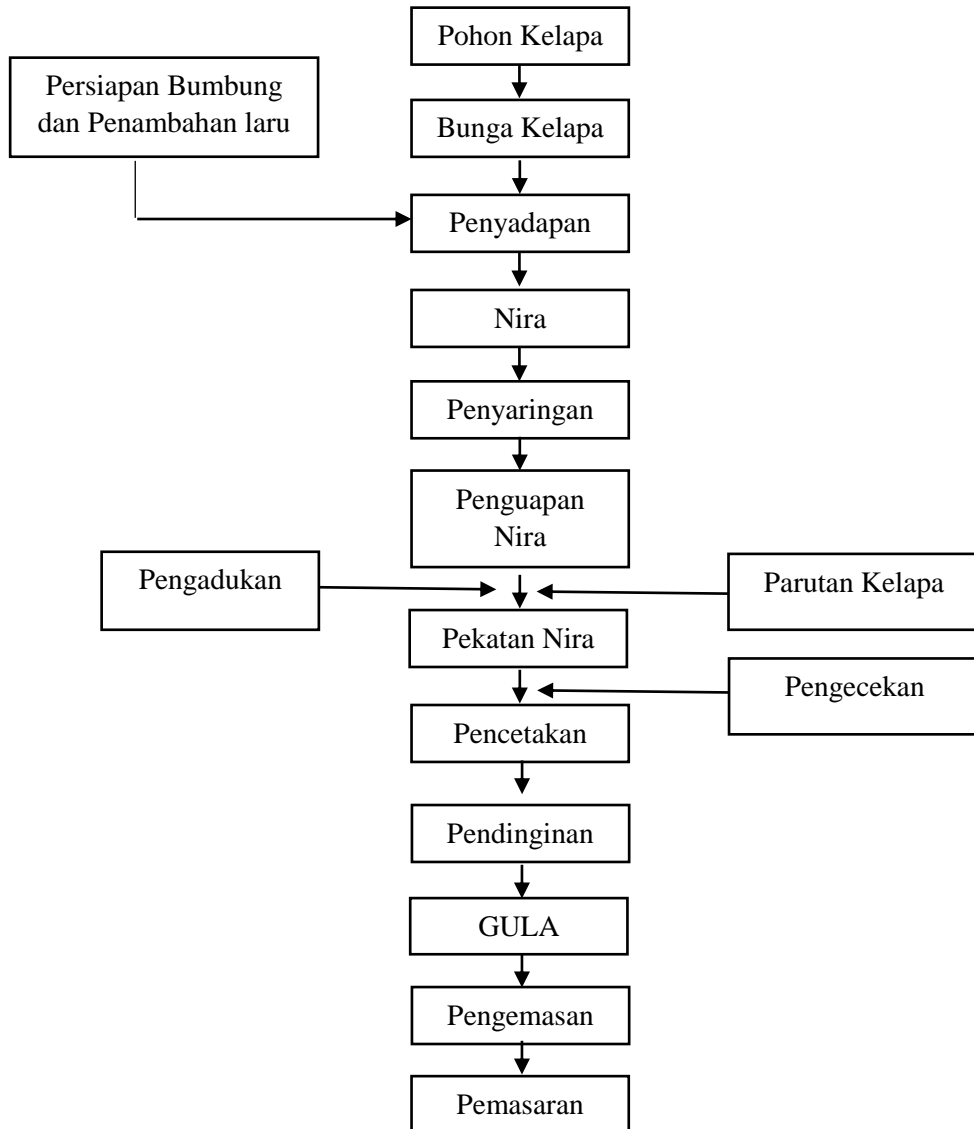 Pohon Kelapa
Persiapan Bumbung
dan Penambahan laru
Bunga Kelapa
Penyadapan
Nira
Penyaringan
Penguapan
Nira
Pengadukan
Parutan Kelapa
Pekatan Nira
Pengecekan
Pencetakan
Pendinginan
GULA
Pengemasan
Pemasaran